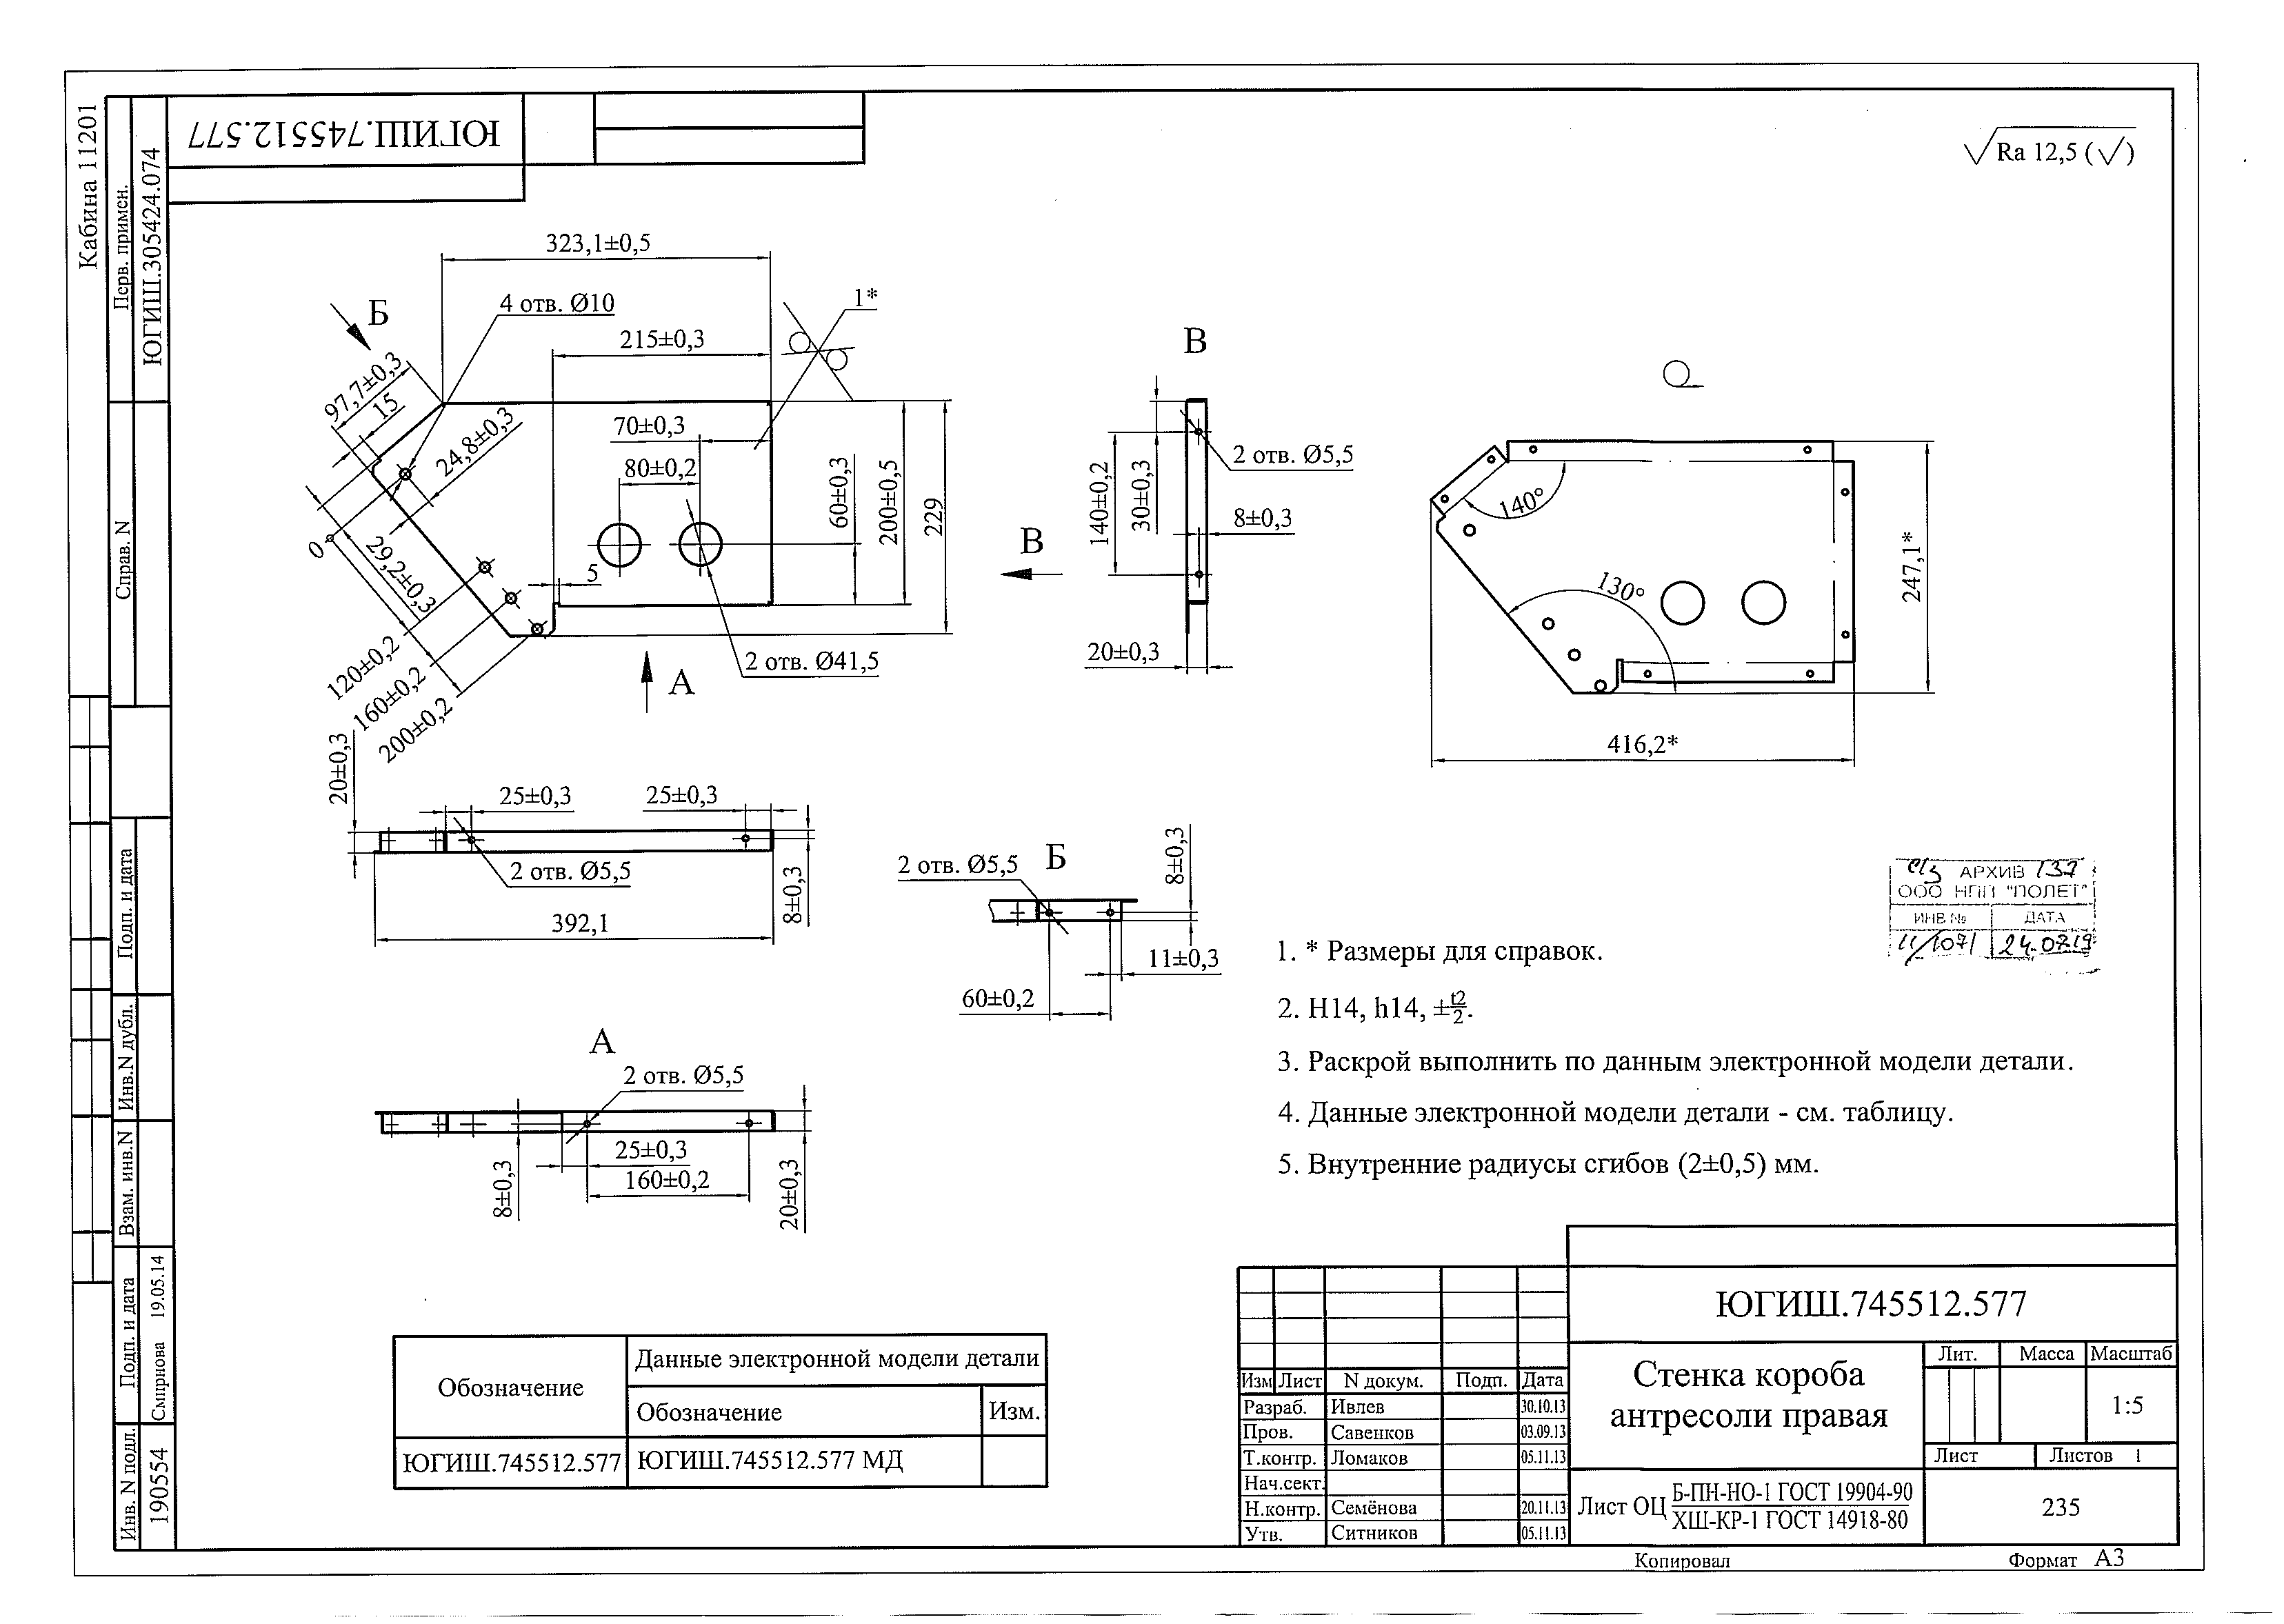 Кабина 11201
Перв. примен.
ЮГИШ.305424.074
Справ. N
Подп. и дата
Инв.N дубл.
Взам. инв.N
Подп. и дата
Смирнова 19.05.14
Инв. N подл.
190554
ЮГИШ.745512.577
√Ra 12,5 (√)
323,1±0,5
4 отв. Ø10
1*
215±0,3
Б
97,7±0,3
15
24,8±0,3
70±0,3
80±0,2
60±0,3
200±0,5
229
0
29,2±0,3
5
120±0,2
160±0,2
200±0,2
2 отв. Ø41,5
А
В
В
2 отв. Ø5,5
140±0,2
30±0,3
8±0,3
20±0,3
140°
130°
247,1*
416,2*
20±0,3
25±0,3
25±0,3
2 отв. Ø5,5
8±0,3
392,1
2 отв. Ø5,5
Б
8±0,3
11±0,3
60±0,2
А
2 отв. Ø5,5
8±0,3
25±0,3
160±0,2
20±0,3
АРХИВ 137
ООО НПП "ПОЛЕТ"
ИНВ.№ ДАТА
11/1071 24.07.19
1. * Размеры для справок.
2. H14, h14, ±t2/2.
3. Раскрой выполнить по данным электронной модели детали.
4. Данные электронной модели детали - см. таблицу.
5. Внутренние радиусы сгибов (2±0,5) мм.
Обозначение
Данные электронной модели детали
Обозначение Изм.
ЮГИШ.745512.577 ЮГИШ.745512.577 МД
ЮГИШ.745512.577
Стенка короба
антресоли правая
Лит. Масса Масштаб
1:5
Лист Листов 1
Изм Лист N докум. Подп. Дата
Разраб. Ивлев 30.10.13
Пров. Савенков 03.09.13
Т.контр. Ломаков 05.11.13
Нач.сект.
Н.контр. Семёнова 20.11.13
Утв. Ситников 05.11.13
Лист ОЦ Б-ПН-НО-1 ГОСТ 19904-90
ХШ-КР-1 ГОСТ 14918-80
235
Копировал Формат А3